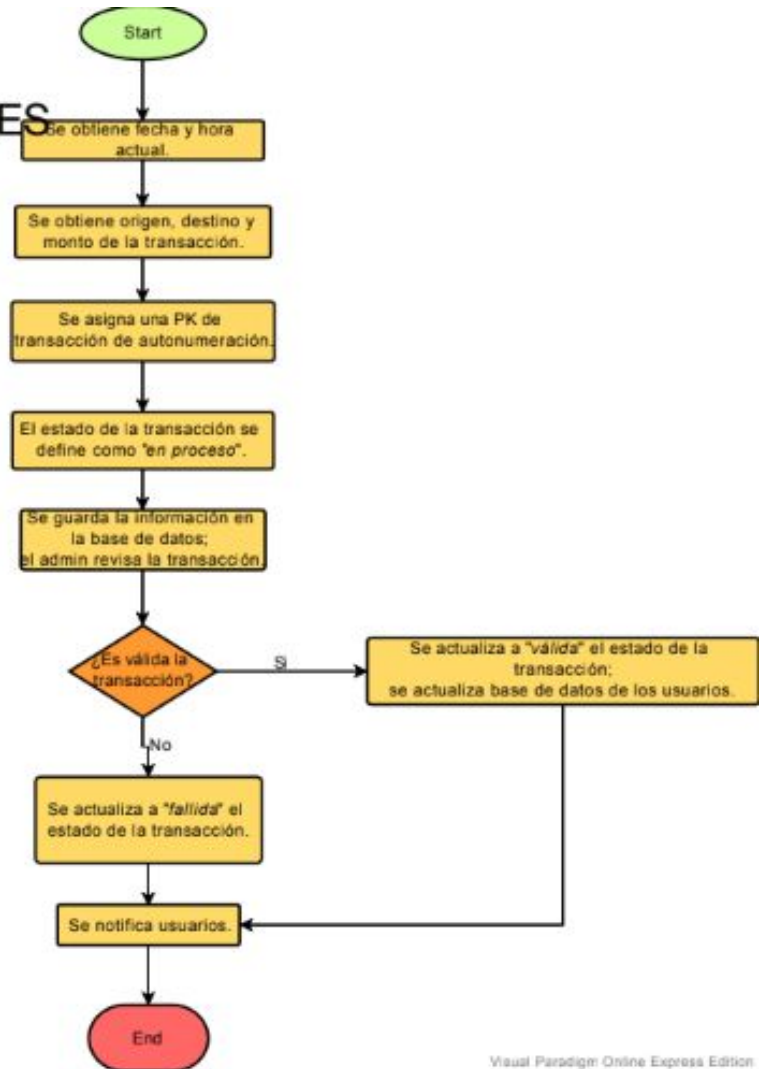 Start
ES
Se obtiene fecha y hora
actual.
Se obtiene origen, destino y
monto de la transacción.
Se asigna una PK de
transacción de autonumeración.
El estado de la transacción se
define como "en proceso".
Se guarda la información en
la base de datos;
el admin revisa la transacción.
¿Es válida la
transacción?
Si
Se actualiza a "válida" el estado de la
transacción;
se actualiza base de datos de los usuarios.
No
Se actualiza a "fallida" el
estado de la transacción.
Se notifica usuarios.
End
Visual Paradigm Online Express Edition